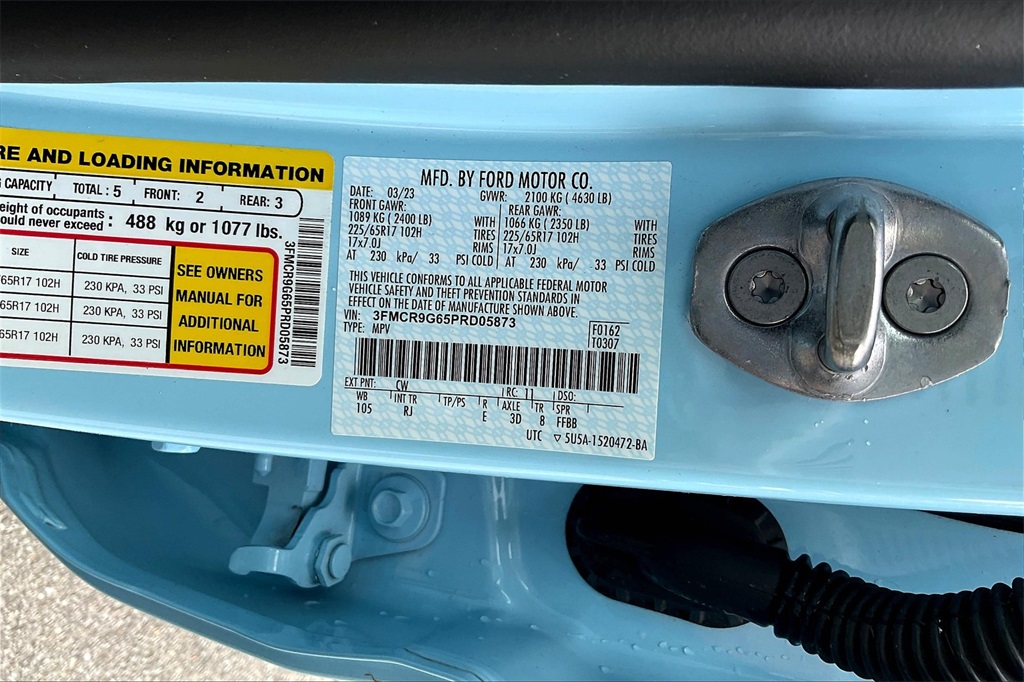 RE AND LOADING INFORMATION
G CAPACITY TOTAL : 5 FRONT: 2 REAR: 3
eight of occupants
ould never exceed : 488 kg or 1077 lbs.
SIZE COLD TIRE PRESSURE
65R17 102H 230 KPA, 33 PSI
65R17 102H 230 KPA, 33 PSI
65R17 102H 230 KPA, 33 PSI
SEE OWNERS
MANUAL FOR
ADDITIONAL
INFORMATION
3FMCR9G65PRD05873
MFD. BY FORD MOTOR CO.
DATE: 03/23 GVWR: 2100 KG ( 4630 LB)
FRONT GAWR: REAR GAWR:
1089 KG ( 2400 LB) WITH 1066 KG ( 2350 LB) WITH
225/65R17 102H TIRES 225/65R17 102H TIRES
17x7.0J RIMS 17x7.0J RIMS
AT 230 kPa/ 33 PSI COLD AT 230 kPa/ 33 PSI COLD
THIS VEHICLE CONFORMS TO ALL APPLICABLE FEDERAL MOTOR
VEHICLE SAFETY AND THEFT PREVENTION STANDARDS IN
EFFECT ON THE DATE OF MANUFACTURE SHOWN ABOVE.
VIN: 3FMCR9G65PRD05873 F0162
TYPE: MPV T0307
EXT PNT: CW RC: 11 DSO:
WB INT TR TP/PS R AXLE TR SPR
105 RJ E 3D 8 FFBB
UTC ▽ 5U5A-1520472-BA